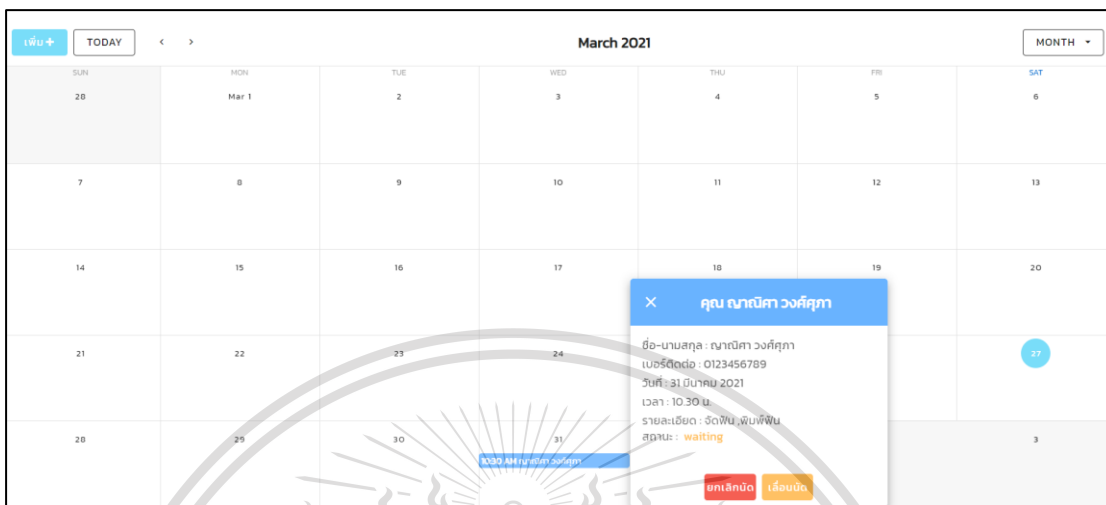 เพิ่ม + TODAY < > March 2021 MONTH
SUN MON TUE WED THU FRI SAT
28 Mar 1 2 3 4 5 6
7 8 9 10 11 12 13
14 15 16 17 18 19 20
× คุณ ญาณิศา วงศ์ศุภา
21 22 23 24 27
ชื่อ-นามสกุล : ญาณิศา วงศ์ศุภา
เบอร์ติดต่อ : 0123456789
วันที่ : 31 มีนาคม 2021
เวลา : 10.30 น.
รายละเอียด : จัดฟัน ,พิมพ์ฟัน
สถานะ : waiting
28 29 30 31 3
10:30 AM ญาณิศา วงศ์ศุภา
ยกเลิกนัด เลื่อนนัด